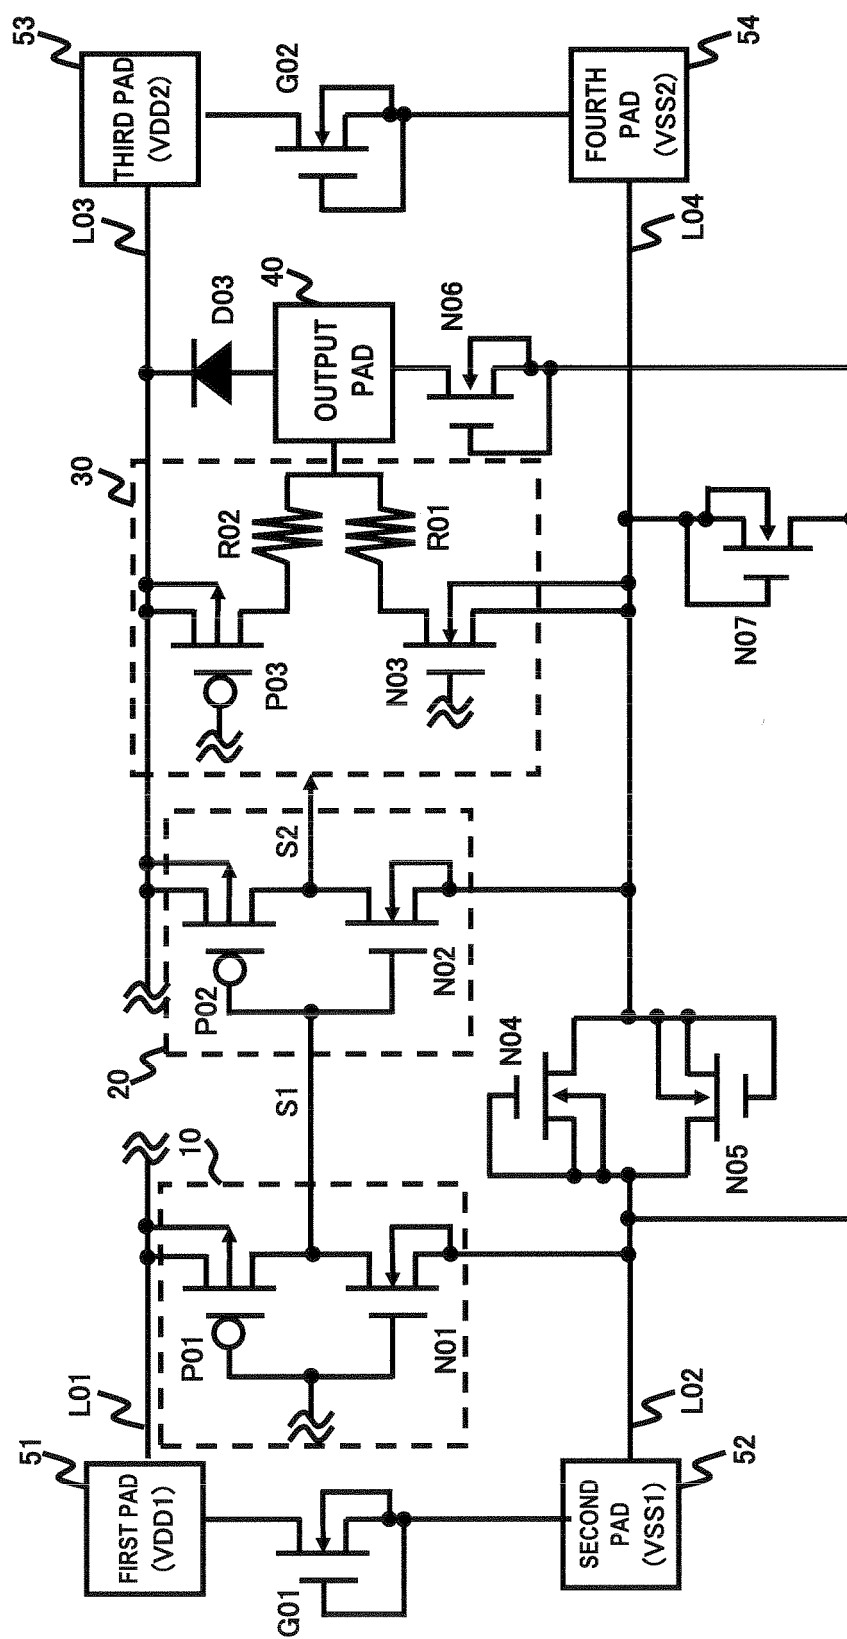 53
THIRD PAD
(VDD2)
G02
FOURTH
PAD
(VSS2)
54
L03
L04
D03
40
OUTPUT
PAD
N06
30
R02
R01
P03
N03
N07
S2
P02
N02
20
S1
N04
N05
10
P01
N01
L01
L02
51
FIRST PAD
(VDD1)
G01
SECOND
PAD
(VSS1)
52